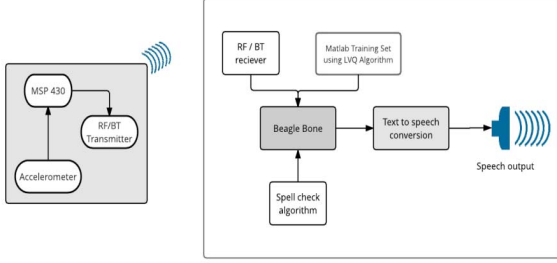 MSP 430
RF/BT
Transmitter
Accelerometer
RF / BT
reciever
Matlab Training Set
using LVQ Algorithm
Beagle Bone
Text to speech
conversion
Speech output
Spell check
algorithm